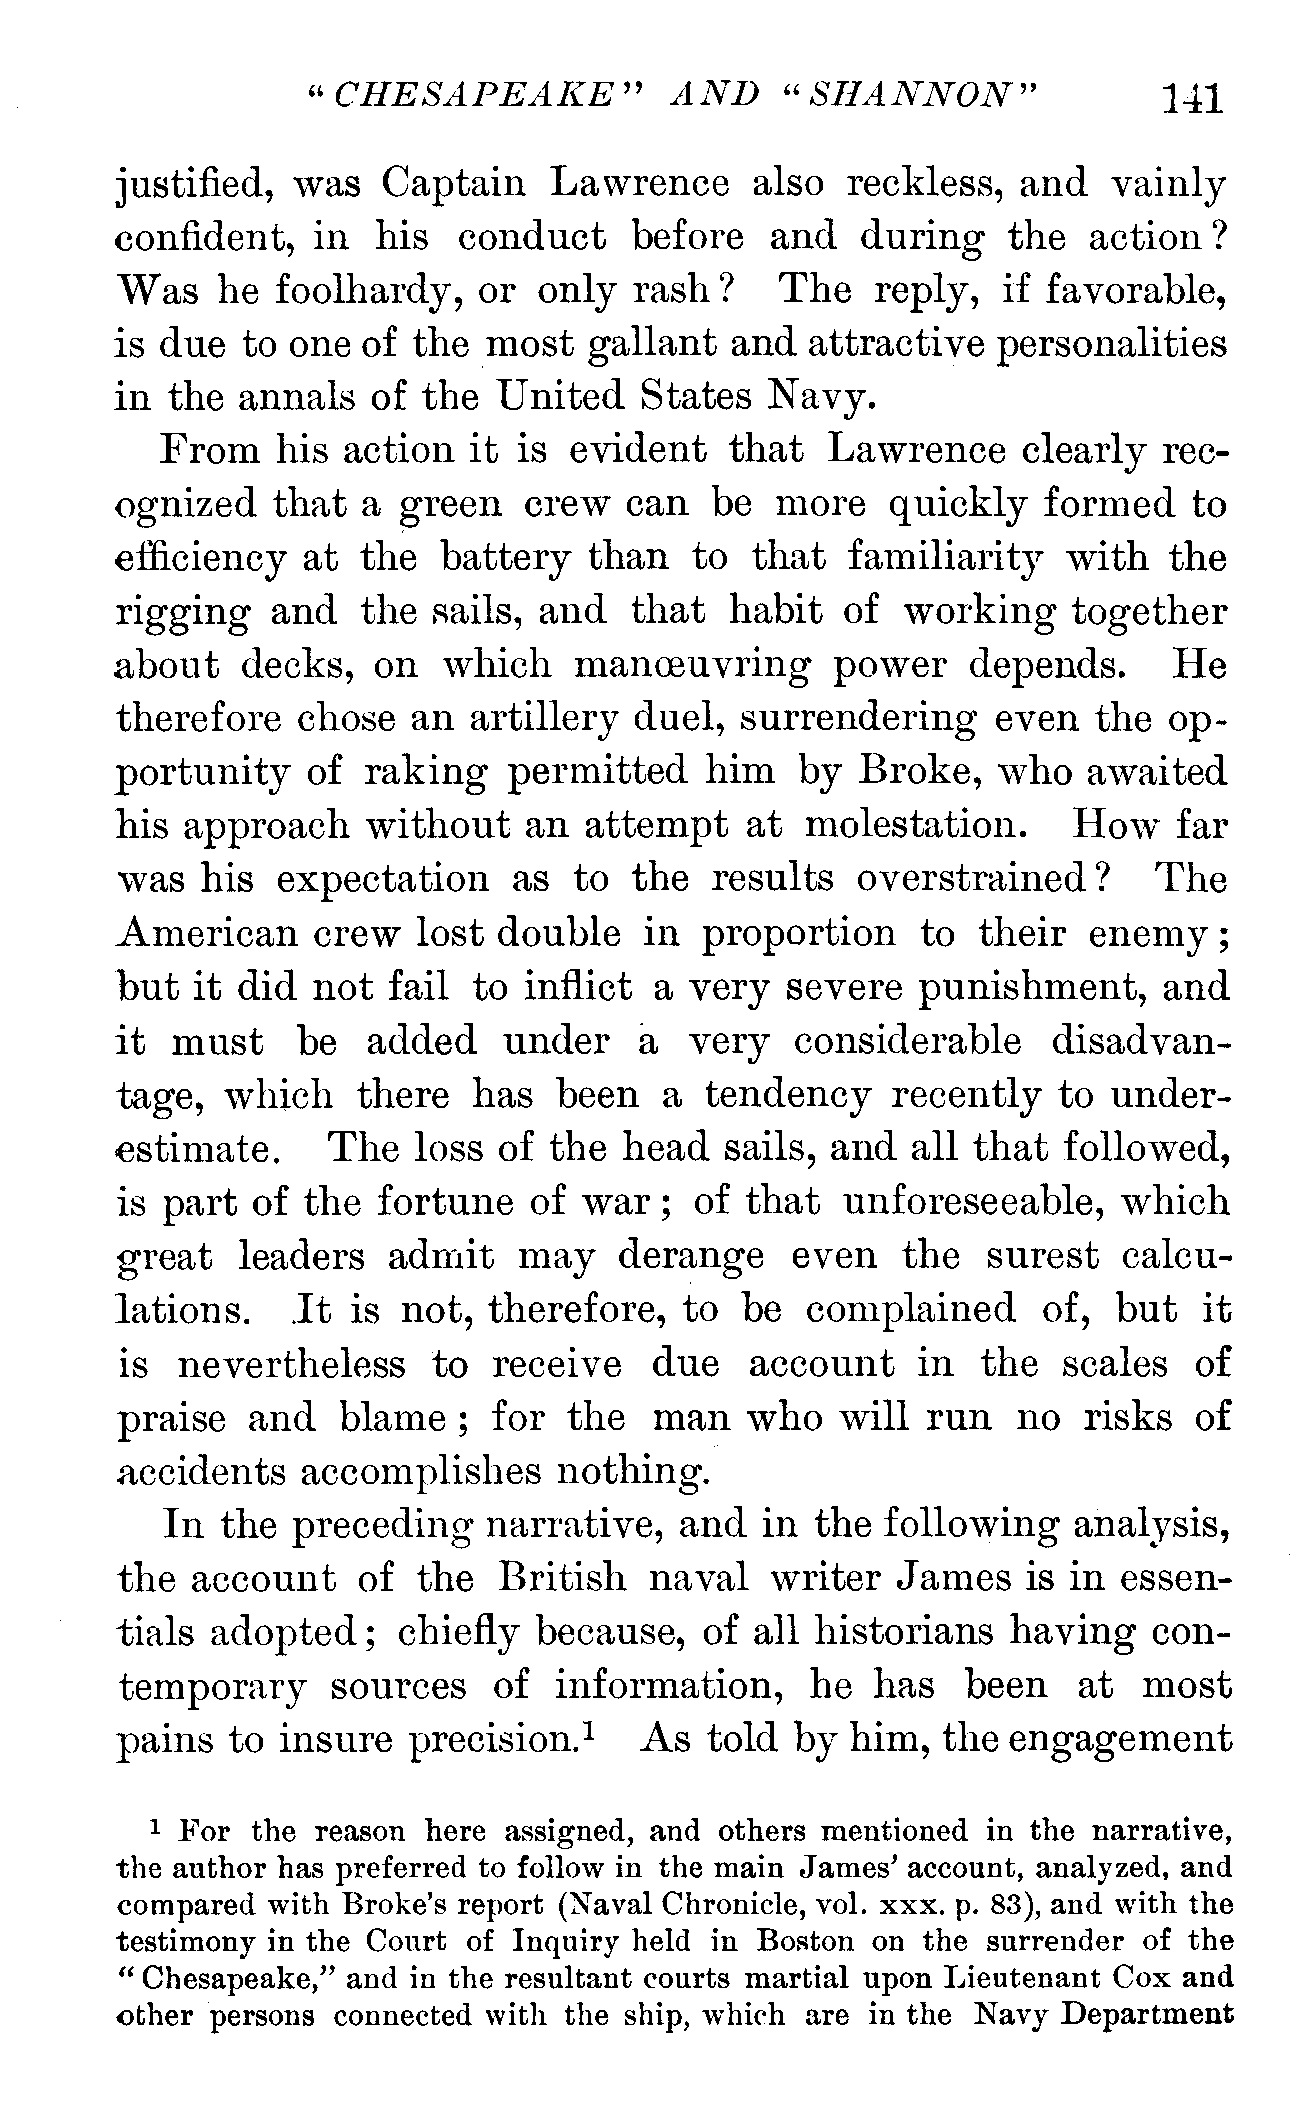 “CHESAPEAKE” AND “SHANNON” 141
justified, was Captain Lawrence also reckless, and vainly
confident, in his conduct before and during the action?
Was he foolhardy, or only rash? The reply, if favorable,
is due to one of the most gallant and attractive personalities
in the annals of the United States Navy.
From his action it is evident that Lawrence clearly rec-
ognized that a green crew can be more quickly formed to
efficiency at the battery than to that familiarity with the
rigging and the sails, and that habit of working together
about decks, on which manœuvring power depends. He
therefore chose an artillery duel, surrendering even the op-
portunity of raking permitted him by Broke, who awaited
his approach without an attempt at molestation. How far
was his expectation as to the results overstrained? The
American crew lost double in proportion to their enemy;
but it did not fail to inflict a very severe punishment, and
it must be added under a very considerable disadvan-
tage, which there has been a tendency recently to under-
estimate. The loss of the head sails, and all that followed,
is part of the fortune of war; of that unforeseeable, which
great leaders admit may derange even the surest calcu-
lations. It is not, therefore, to be complained of, but it
is nevertheless to receive due account in the scales of
praise and blame; for the man who will run no risks of
accidents accomplishes nothing.
In the preceding narrative, and in the following analysis,
the account of the British naval writer James is in essen-
tials adopted; chiefly because, of all historians having con-
temporary sources of information, he has been at most
pains to insure precision.¹ As told by him, the engagement
¹ For the reason here assigned, and others mentioned in the narrative,
the author has preferred to follow in the main James’ account, analyzed, and
compared with Broke’s report (Naval Chronicle, vol. xxx. p. 83), and with the
testimony in the Court of Inquiry held in Boston on the surrender of the
“Chesapeake,” and in the resultant courts martial upon Lieutenant Cox and
other persons connected with the ship, which are in the Navy Department